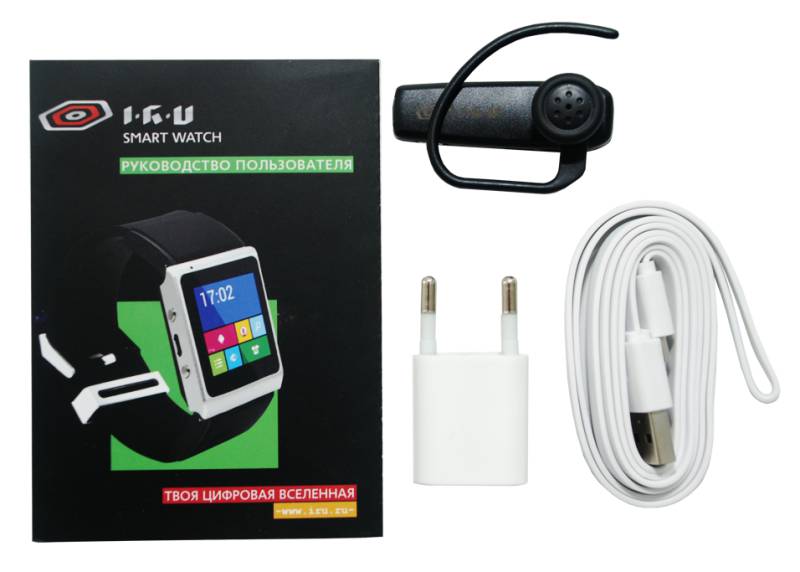 I·R·U
SMART WATCH
РУКОВОДСТВО ПОЛЬЗОВАТЕЛЯ
17:02
ТВОЯ ЦИФРОВАЯ ВСЕЛЕННАЯ
-www.iru.ru-